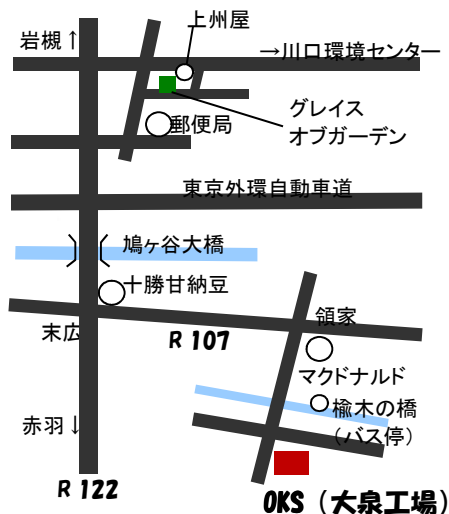 上州屋
岩槻↑
→川口環境センター
グレイス
オブガーデン
郵便局
東京外環自動車道
鳩ヶ谷大橋
十勝甘納豆
領家
末広
R 107
マクドナルド
楡木の橋
（バス停）
赤羽↓
R 122
OKS（大泉工場）